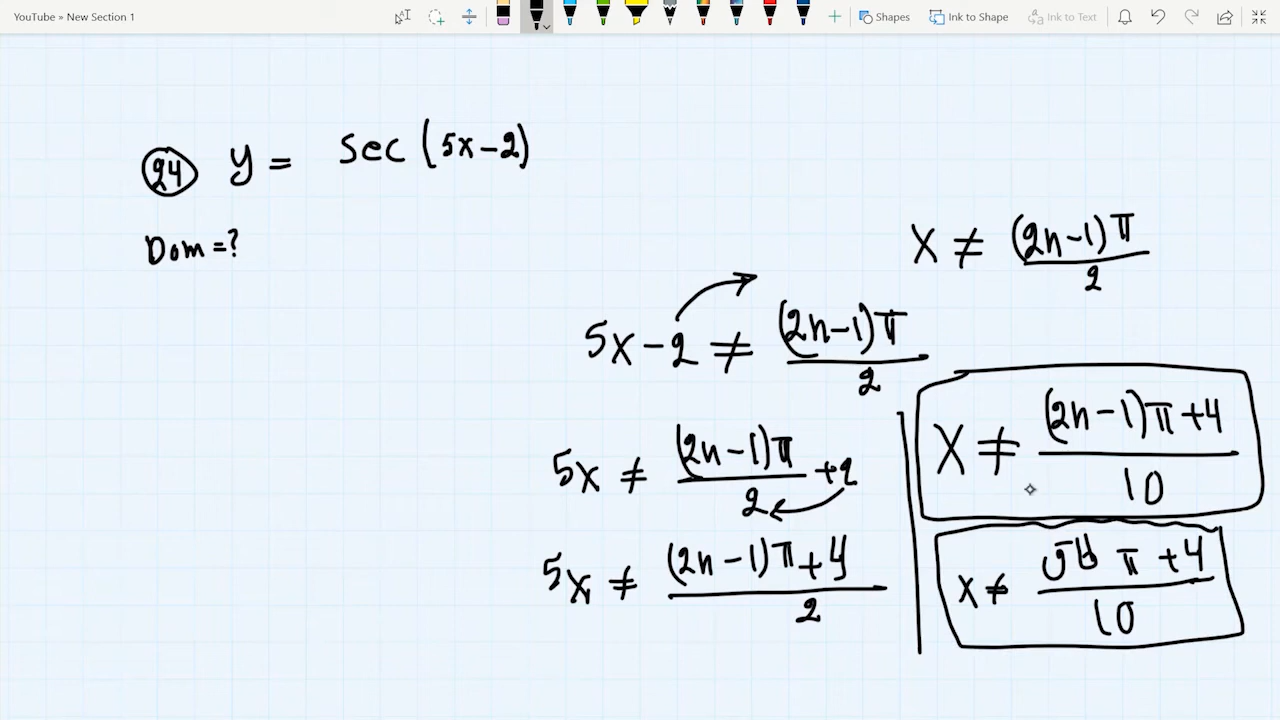 Youtube » New Section 1
Shapes
Ink to Shape
Ink to Text
24 y = sec (5x-2)
Dom =?
X ≠ (2n-1)π / 2
5x-2 ≠ (2n-1)π / 2
5x ≠ (2n-1)π / 2 +2
5x ≠ (2n-1)π+4 / 2
X ≠ (2n-1)π+4 / 10
x ≠ π +4 / 10